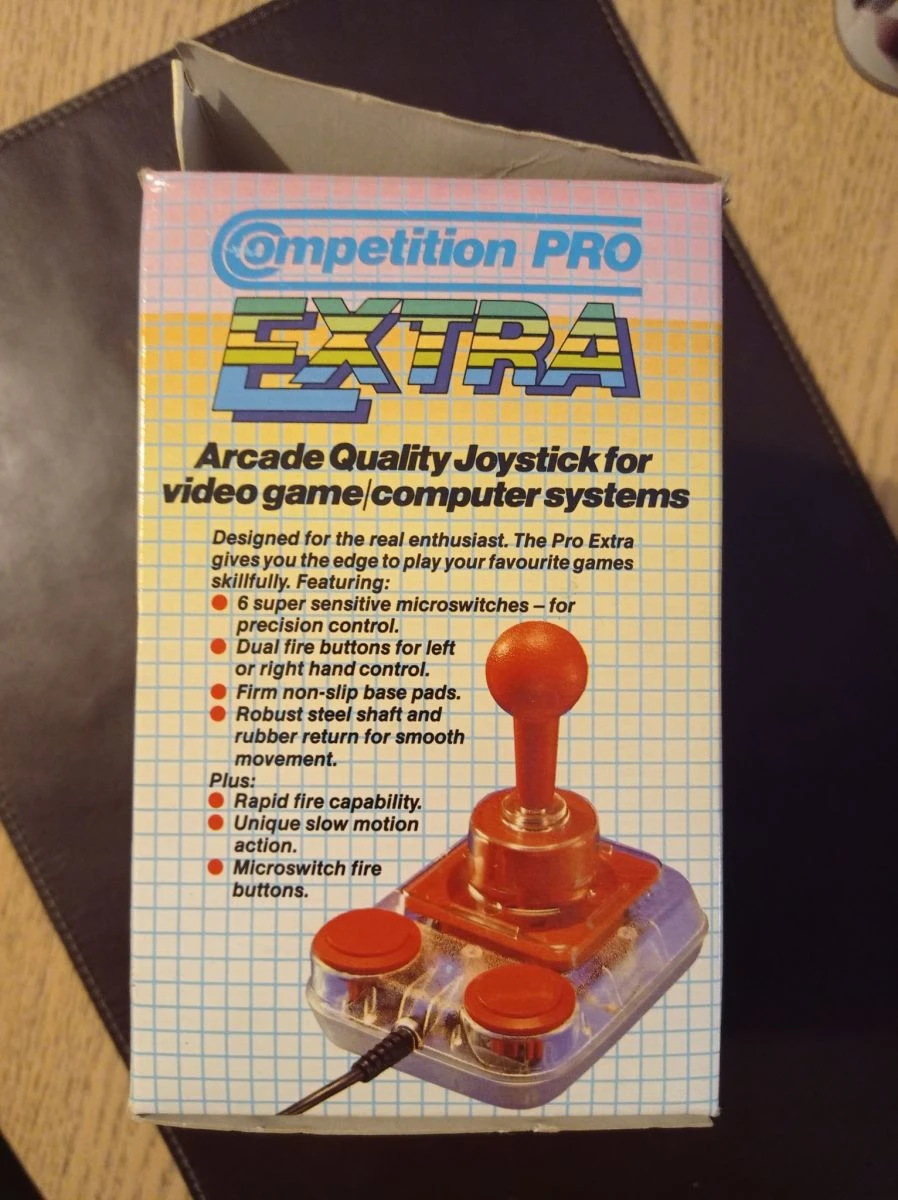 Competition PRO
EXTRA
Arcade Quality Joystick for
video game/computer systems
Designed for the real enthusiast. The Pro Extra
gives you the edge to play your favourite games
skillfully. Featuring:
● 6 super sensitive microswitches – for
precision control.
● Dual fire buttons for left
or right hand control.
● Firm non-slip base pads.
● Robust steel shaft and
rubber return for smooth
movement.
Plus:
● Rapid fire capability.
● Unique slow motion
action.
● Microswitch fire
buttons.